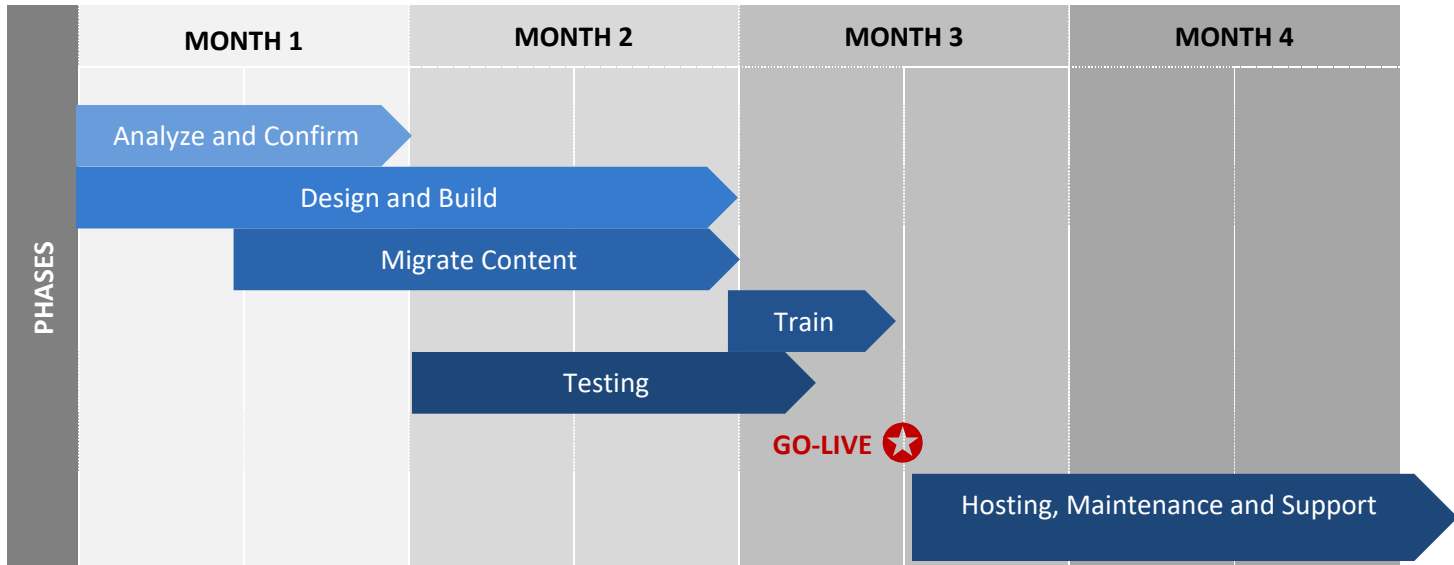 MONTH 1
MONTH 2
MONTH 3
MONTH 4
PHASES
Analyze and Confirm
Design and Build
Migrate Content
Train
Testing
GO-LIVE
Hosting, Maintenance and Support